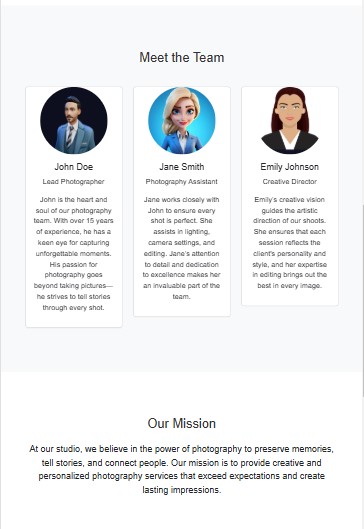 Meet the Team
John Doe
Lead Photographer
John is the heart and
soul of our photography
team. With over 15 years
of experience, he has a
keen eye for capturing
unforgettable moments.
His passion for
photography goes
beyond taking pictures—
he strives to tell stories
through every shot.
Jane Smith
Photography Assistant
Jane works closely with
John to ensure every
shot is perfect. She
assists in lighting,
camera settings, and
editing. Jane's attention
to detail and dedication
to excellence makes her
an invaluable part of the
team.
Emily Johnson
Creative Director
Emily's creative vision
guides the artistic
direction of our shoots.
She ensures that each
session reflects the
client's personality and
style, and her expertise
in editing brings out the
best in every image.
Our Mission
At our studio, we believe in the power of photography to preserve memories,
tell stories, and connect people. Our mission is to provide creative and
personalized photography services that exceed expectations and create
lasting impressions.